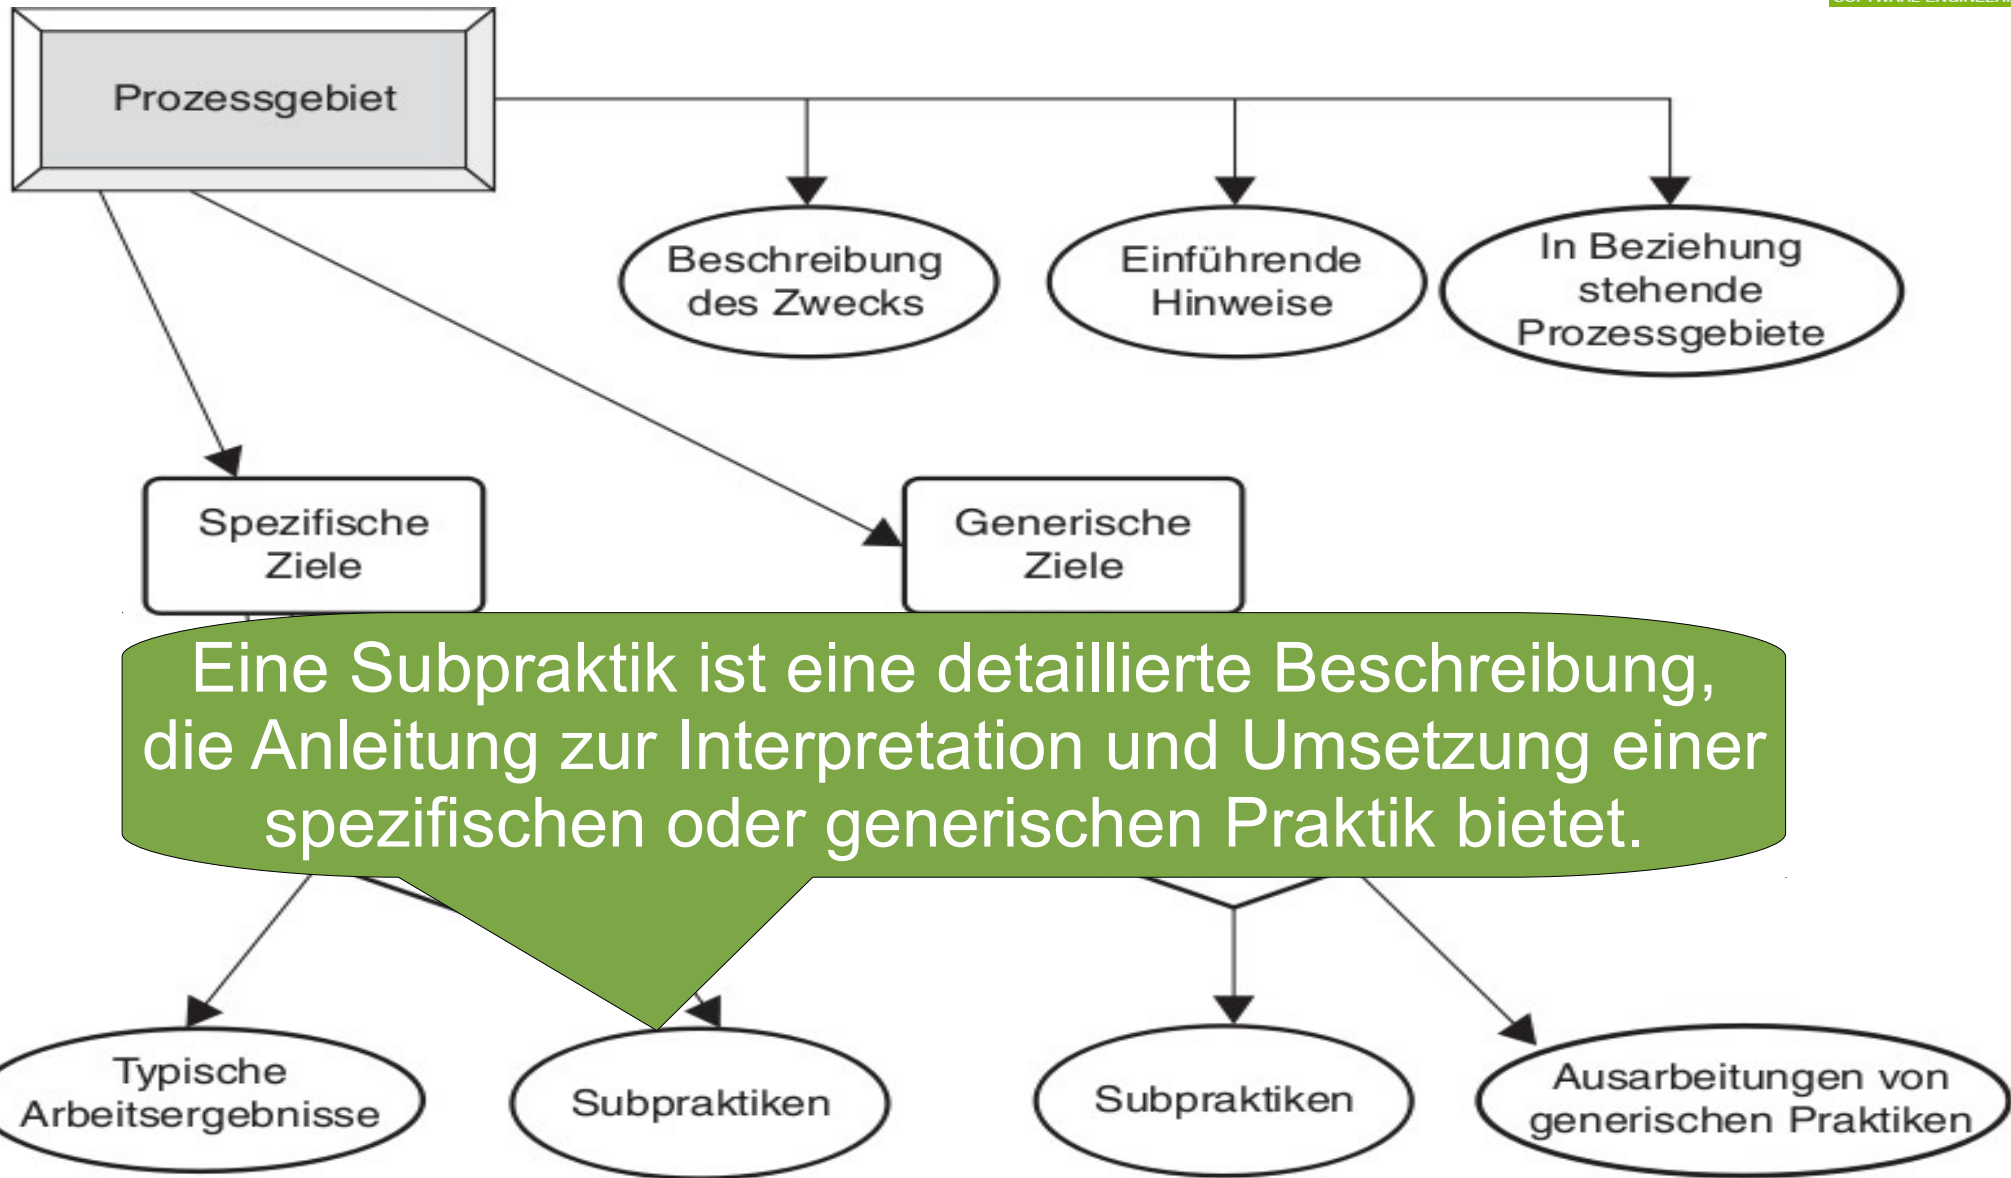 Prozessgebiet
Beschreibung
des Zwecks
Einführende
Hinweise
In Beziehung
stehende
Prozessgebiete
Spezifische
Ziele
Generische
Ziele
Eine Subpraktik ist eine detaillierte Beschreibung,
die Anleitung zur Interpretation und Umsetzung einer
spezifischen oder generischen Praktik bietet.
Typische
Arbeitsergebnisse
Subpraktiken
Subpraktiken
Ausarbeitungen von
generischen Praktiken